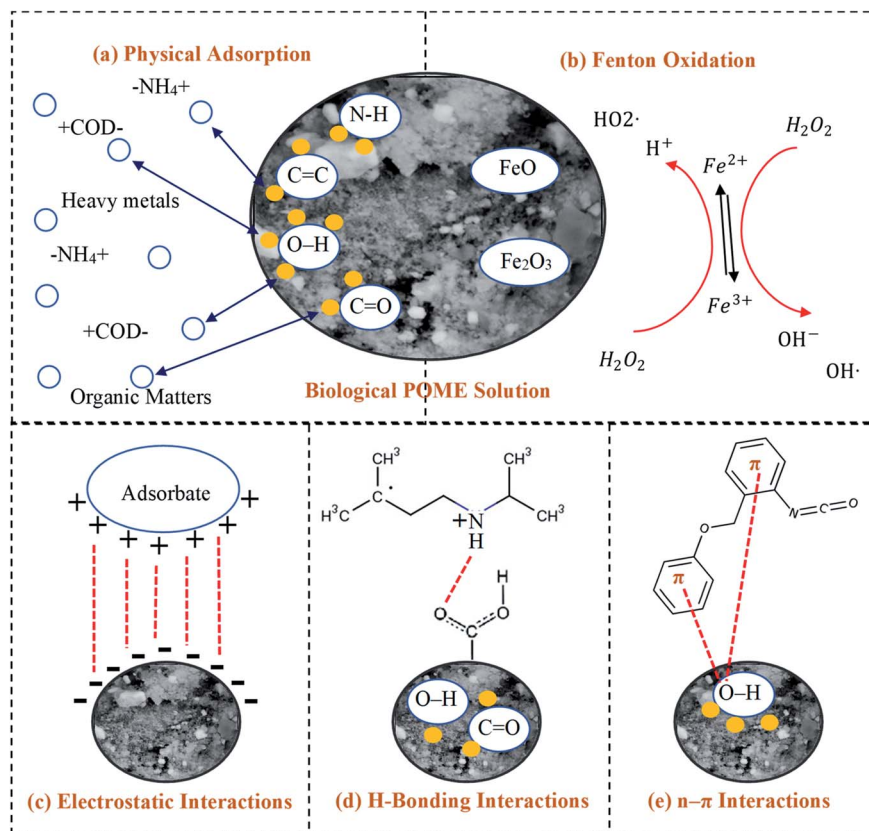 (a) Physical Adsorption
-NH₄+
+COD-
Heavy metals
-NH₄+
+COD-
Organic Matters
N-H
C=C
O–H
C=O
FeO
Fe₂O₃
Biological POME Solution
(b) Fenton Oxidation
HO2·
H⁺
H₂O₂
Fe²⁺
Fe³⁺
H₂O₂
OH⁻
OH·
Adsorbate
+ + + + + + +
- - - - - - - - -
(c) Electrostatic Interactions
CH³
C·
H³C
CH³
+N
H
CH³
H
O
OH
C
O–H
C=O
(d) H-Bonding Interactions
π
N=C=O
O
π
O–H
(e) n–π Interactions